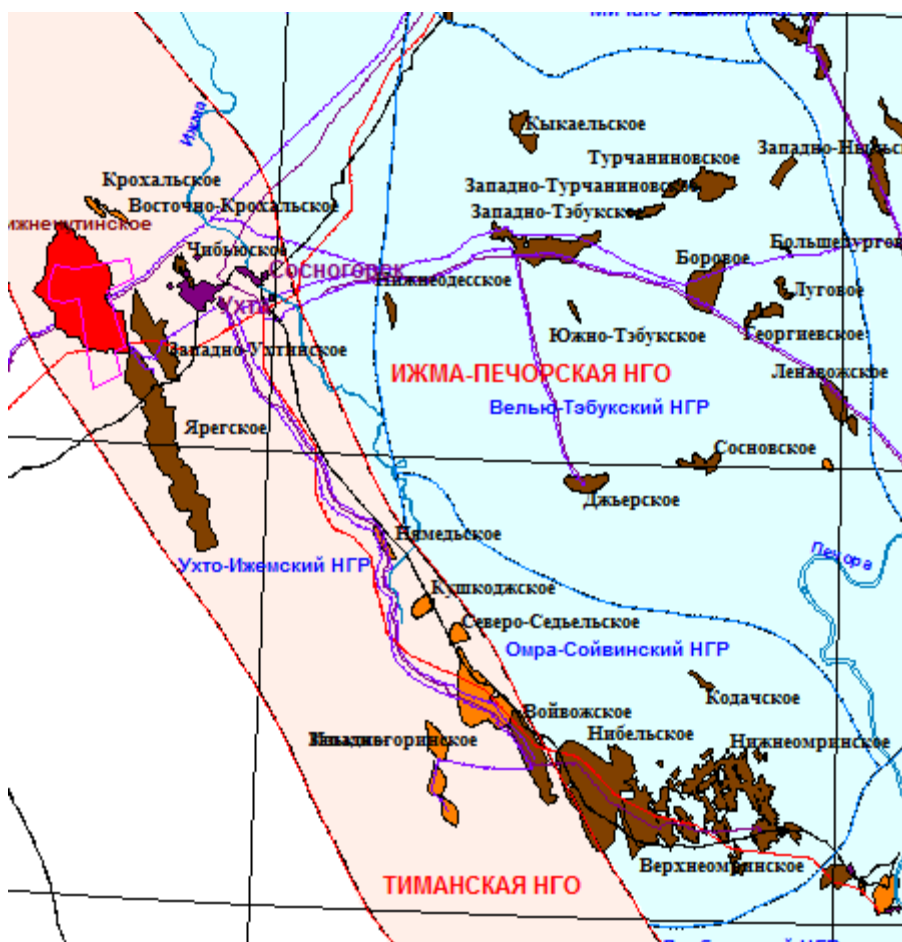 Ижма
Кыкаельское
Турчаниновское
Крохальское
Западно-Турчаниновское
Восточно-Крохальское
Западно-Тэбукское
Чибьюское
Сосногорск
Боровое
Нижнеодесское
Луговое
Ухта
Южно-Тэбукское
Георгиевское
Западно-Ухтинское
ИЖМА-ПЕЧОРСКАЯ НГО
Ленавожское
Велью-Тэбукский НГР
Ярегское
Сосновское
Джьерское
Нямедьское
Печора
Ухто-Ижемский НГР
Кушкоджское
Северо-Седьельское
Омра-Сойвинский НГР
Кодачское
Войвожское
Нибельское
Нижнеомринское
Верхнеомринское
ТИМАНСКАЯ НГО